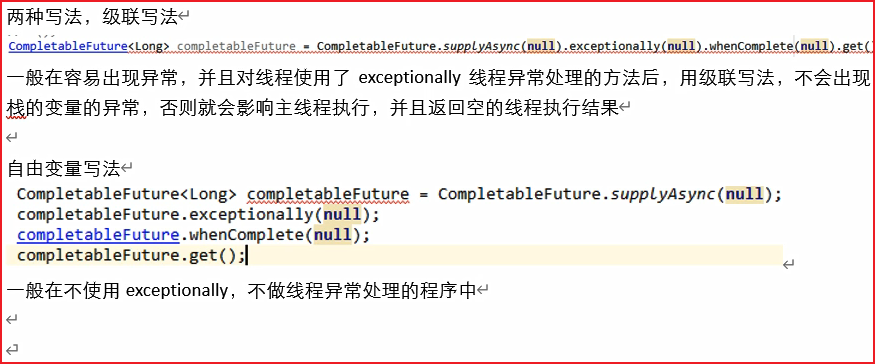 两种写法，级联写法
CompletableFuture<Long> completableFuture = CompletableFuture.supplyAsync(null).exceptionally(null).whenComplete(null).get()
一般在容易出现异常，并且对线程使用了 exceptionally 线程异常处理的方法后，用级联写法，不会出现
栈的变量的异常，否则就会影响主线程执行，并且返回空的线程执行结果
自由变量写法
CompletableFuture<Long> completableFuture = CompletableFuture.supplyAsync(null);
completableFuture.exceptionally(null);
completableFuture.whenComplete(null);
completableFuture.get();
一般在不使用 exceptionally，不做线程异常处理的程序中